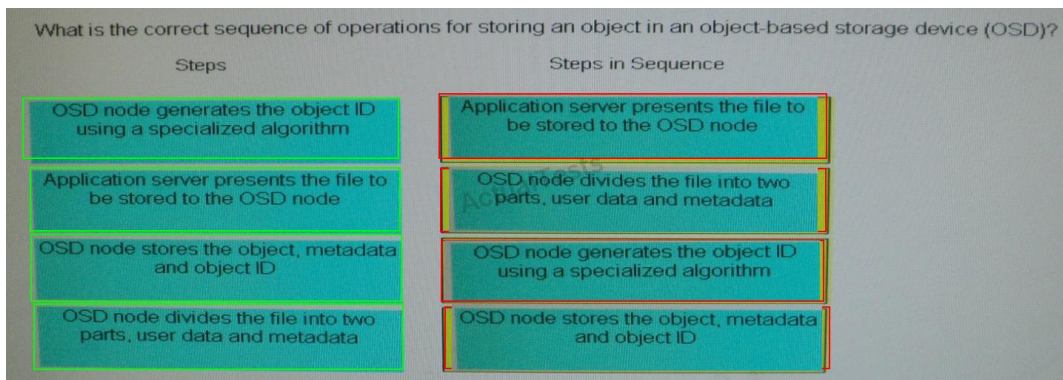 What is the correct sequence of operations for storing an object in an object-based storage device (OSD)?
Steps
Steps in Sequence
OSD node generates the object ID
using a specialized algorithm
Application server presents the file to
be stored to the OSD node
OSD node stores the object, metadata
and object ID
OSD node divides the file into two
parts, user data and metadata
Application server presents the file to
be stored to the OSD node
OSD node divides the file into two
parts, user data and metadata
OSD node generates the object ID
using a specialized algorithm
OSD node stores the object, metadata
and object ID
ActualTests